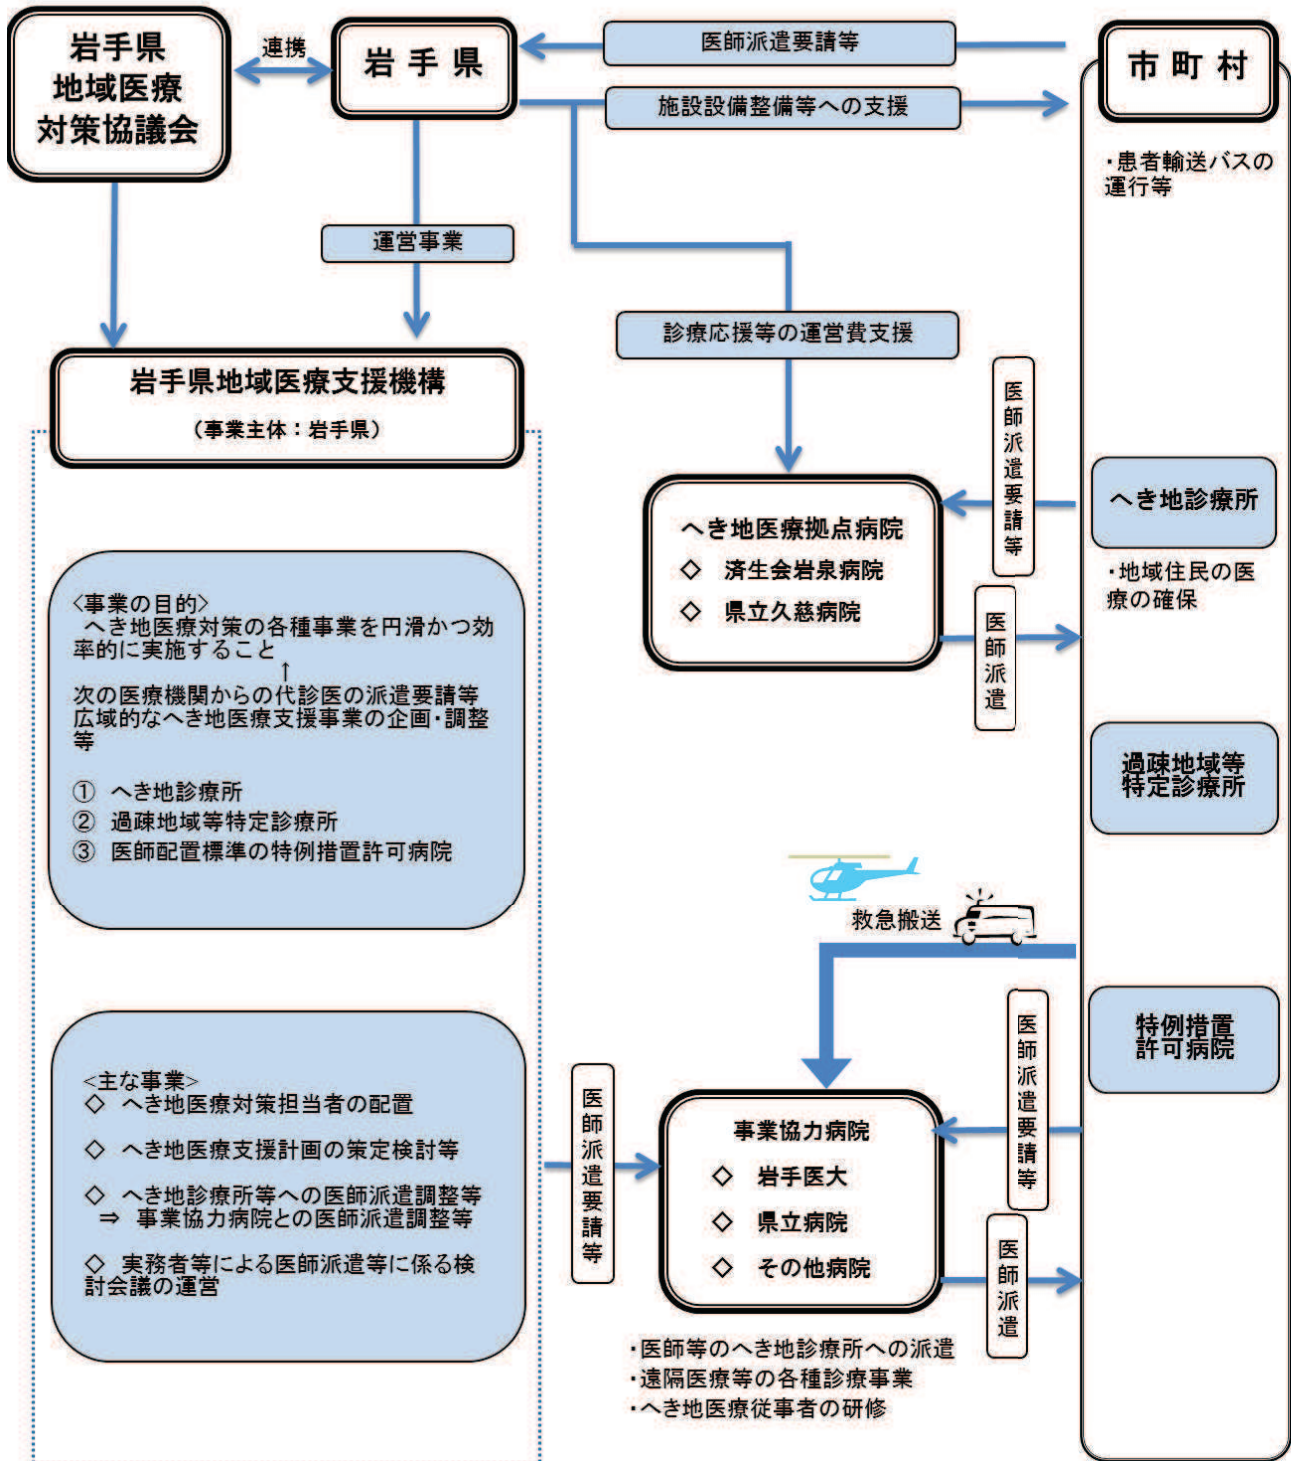 岩手県
地域医療
対策協議会
連携
岩手県
医師派遣要請等
施設設備整備等への支援
市町村
・患者輸送バスの
運行等
運営事業
診療応援等の運営費支援
岩手県地域医療支援機構
（事業主体：岩手県）
<事業の目的>
へき地医療対策の各種事業を円滑かつ効
率的に実施すること
↑
次の医療機関からの代診医の派遣要請等
広域的なへき地医療支援事業の企画・調整
等
① へき地診療所
② 過疎地域等特定診療所
③ 医師配置標準の特例措置許可病院
<主な事業>
◇ へき地医療対策担当者の配置
◇ へき地医療支援計画の策定検討等
◇ へき地診療所等への医師派遣調整等
⇒ 事業協力病院との医師派遣調整等
◇ 実務者等による医師派遣等に係る検
討会議の運営
医師派遣要請等
へき地医療拠点病院
◇ 済生会岩泉病院
◇ 県立久慈病院
医師派遣要請等
医師派遣
へき地診療所
・地域住民の医
療の確保
過疎地域等
特定診療所
救急搬送
特例措置
許可病院
医師派遣要請等
事業協力病院
◇ 岩手医大
◇ 県立病院
◇ その他病院
医師派遣
・医師等のへき地診療所への派遣
・遠隔医療等の各種診療事業
・へき地医療従事者の研修